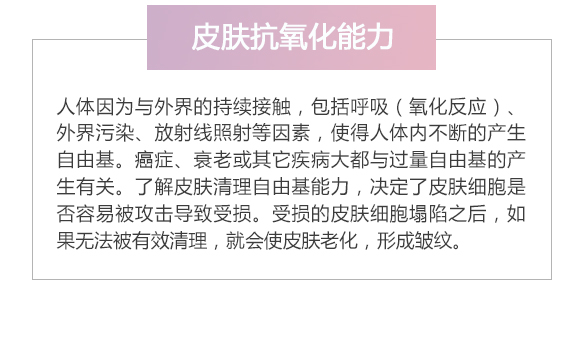 皮肤抗氧化能力
人体因为与外界的持续接触，包括呼吸（氧化反应）、
外界污染、放射线照射等因素，使得人体内不断的产生
自由基。癌症、衰老或其它疾病大都与过量自由基的产
生有关。了解皮肤清理自由基能力，决定了皮肤细胞是
否容易被攻击导致受损。受损的皮肤细胞塌陷之后，如
果无法被有效清理，就会使皮肤老化，形成皱纹。